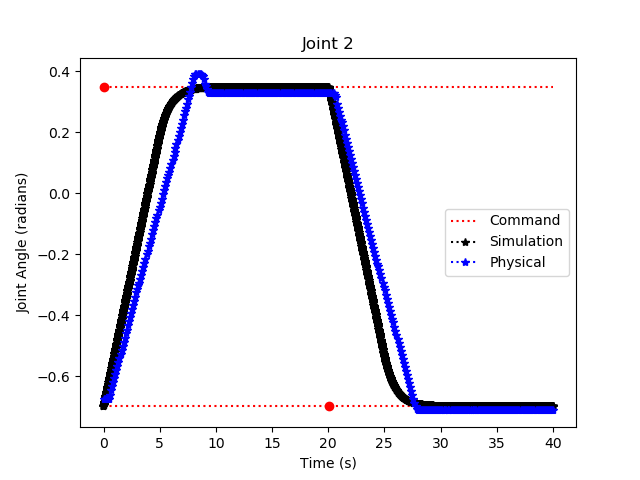 Joint 2
Joint Angle (radians)
0.4
0.2
0.0
−0.2
−0.4
−0.6
Command
Simulation
Physical
0 5 10 15 20 25 30 35 40
Time (s)